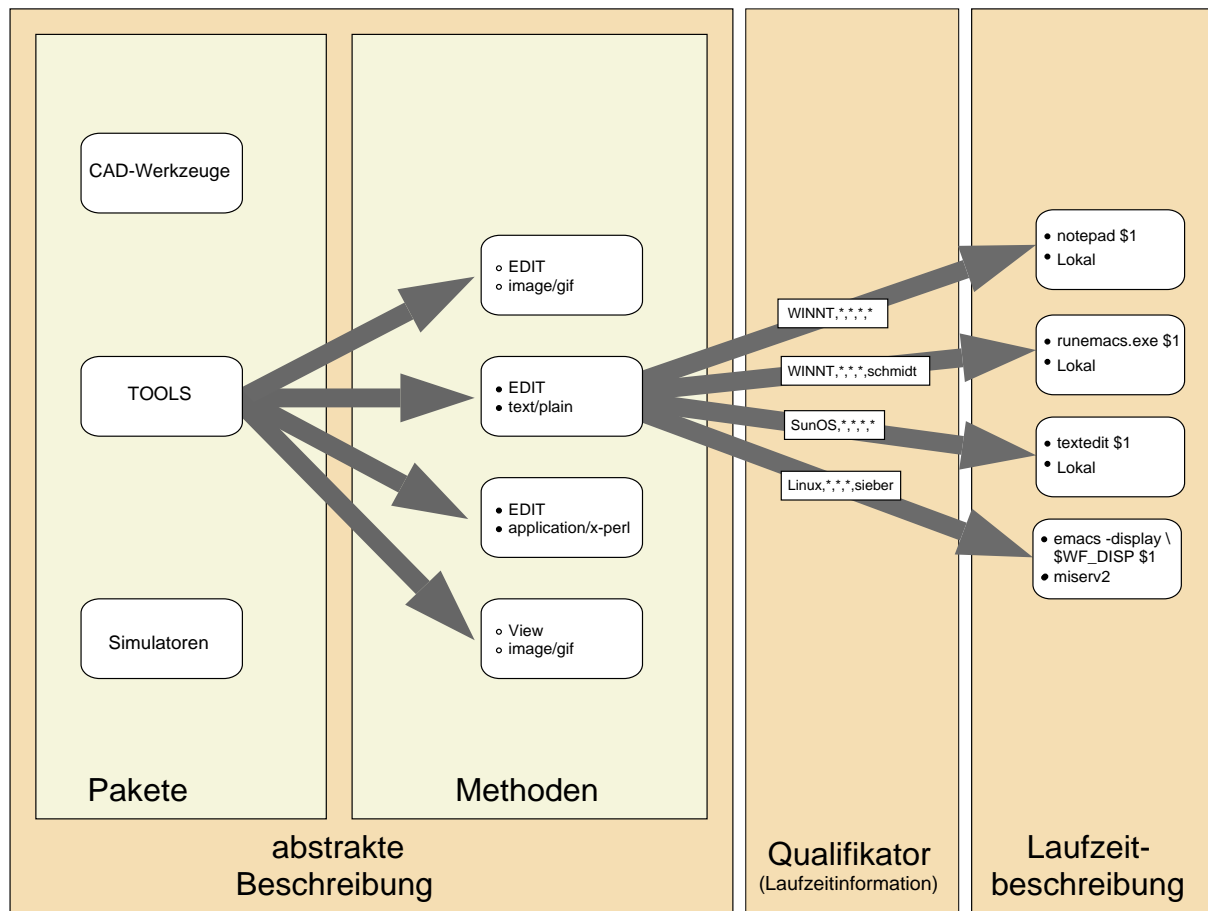 CAD-Werkzeuge
TOOLS
Simulatoren
Pakete
EDIT
image/gif
EDIT
text/plain
EDIT
application/x-perl
View
image/gif
Methoden
abstrakte
Beschreibung
WINNT,*,*,*,*
WINNT,*,*,*,schmidt
SunOS,*,*,*,*
Linux,*,*,*,sieber
Qualifikator
(Laufzeitinformation)
notepad $1
Lokal
runemacs.exe $1
Lokal
textedit $1
Lokal
emacs -display \
$WF_DISP $1
miserv2
Laufzeit-
beschreibung